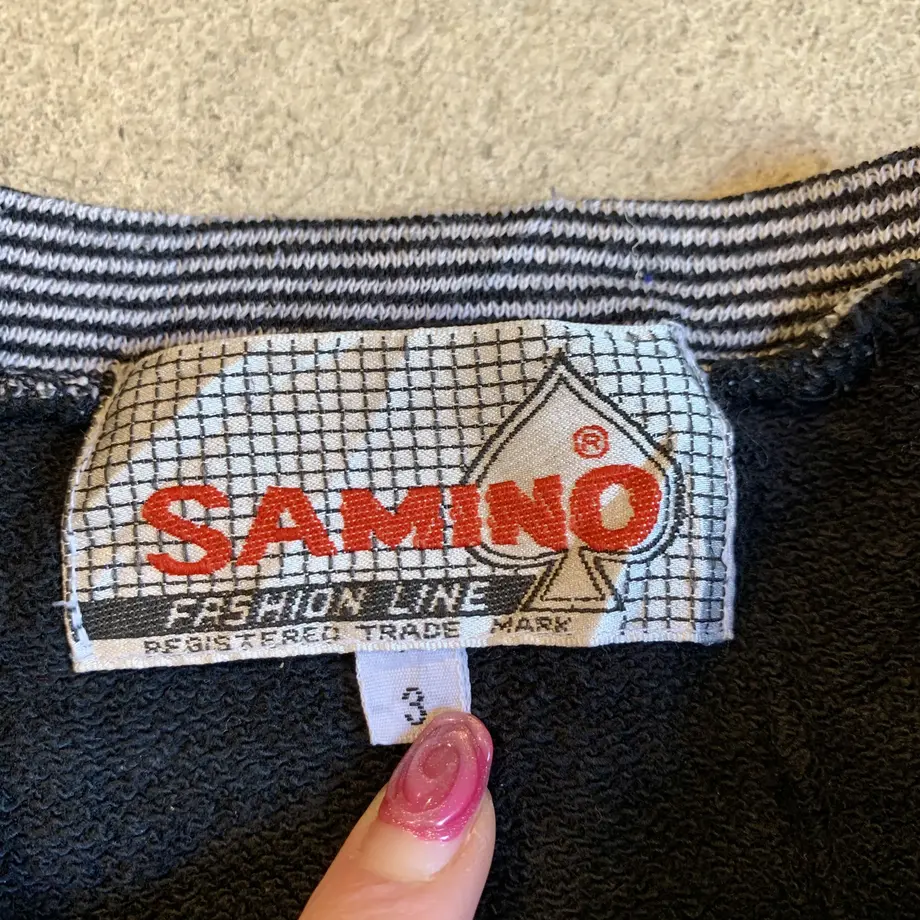 ®
SAMINO
FASHION LINE
REGISTERED TRADE MARK
3